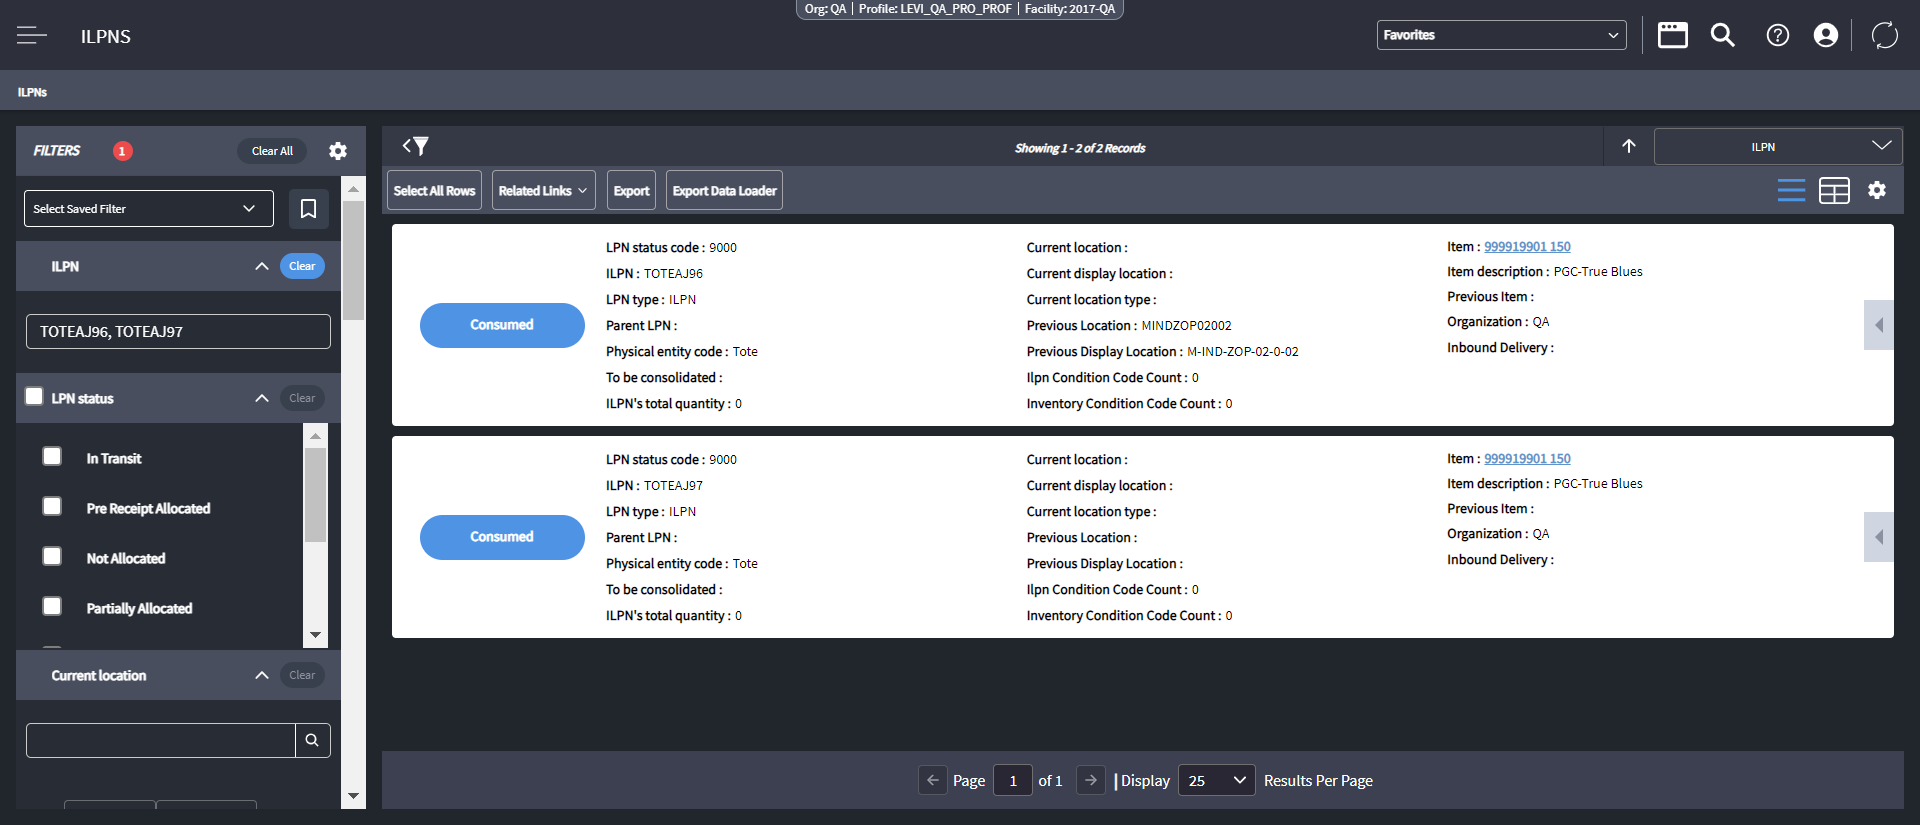 Org: QA | Profile: LEVI_QA_PRO_PROF | Facility: 2017-QA
ILPNS
Favorites
ILPNs
FILTERS 1 Clear All
Select Saved Filter
ILPN Clear
TOTEAJ96, TOTEAJ97
LPN status Clear
In Transit
Pre Receipt Allocated
Not Allocated
Partially Allocated
Current location Clear
Showing 1 - 2 of 2 Records
ILPN
Select All Rows Related Links Export Export Data Loader
Consumed
LPN status code : 9000
ILPN : TOTEAJ96
LPN type : ILPN
Parent LPN :
Physical entity code : Tote
To be consolidated :
ILPN's total quantity : 0
Current location :
Current display location :
Current location type :
Previous Location : MINDZOP02002
Previous Display Location : M-IND-ZOP-02-0-02
Ilpn Condition Code Count : 0
Inventory Condition Code Count : 0
Item : 999919901 150
Item description : PGC-True Blues
Previous Item :
Organization : QA
Inbound Delivery :
Consumed
LPN status code : 9000
ILPN : TOTEAJ97
LPN type : ILPN
Parent LPN :
Physical entity code : Tote
To be consolidated :
ILPN's total quantity : 0
Current location :
Current display location :
Current location type :
Previous Location :
Previous Display Location :
Ilpn Condition Code Count : 0
Inventory Condition Code Count : 0
Item : 999919901 150
Item description : PGC-True Blues
Previous Item :
Organization : QA
Inbound Delivery :
Page 1 of 1 | Display 25 Results Per Page